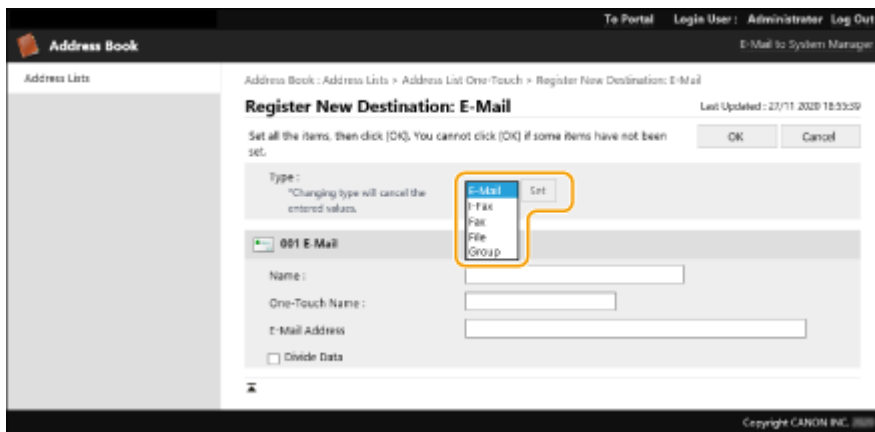 To Portal Login User : Administrator Log Out
Address Book
E-Mail to System Manager
Address Lists
Address Book : Address Lists > Address List One-Touch > Register New Destination: E-Mail
Register New Destination: E-Mail
Last Updated : 27/11 2020 18:55:39
Set all the items, then click [OK]. You cannot click [OK] if some items have not been
set.
OK
Cancel
Type :
*Changing type will cancel the
entered values.
E-Mail
Set
I-Fax
Fax
File
Group
001 E-Mail
Name :
One-Touch Name :
E-Mail Address
Divide Data
Copyright CANON INC.